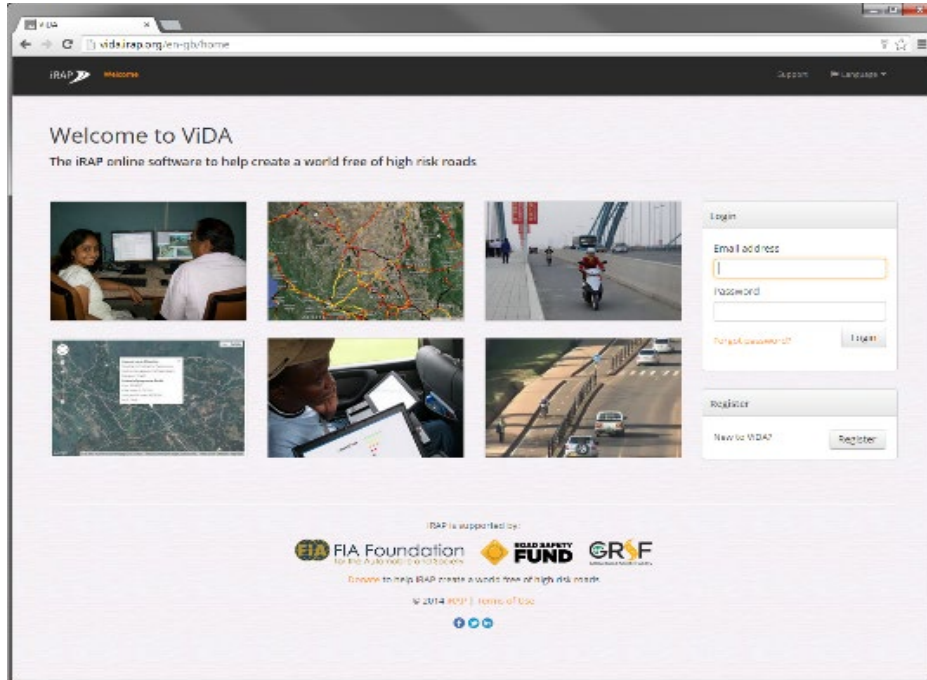 ViDA
vida.irap.org/en-gb/home
iRAP
Welcome
Support
Language
Welcome to ViDA
The iRAP online software to help create a world free of high risk roads
Login
Email address
Password
Forgot password?
Login
Register
New to ViDA?
Register
iRAP is supported by:
FIA FIA Foundation
for the Automobile and Society
ROAD SAFETY
FUND
GRSF
Donate to help iRAP create a world free of high risk roads
© 2014 iRAP | Terms of Use